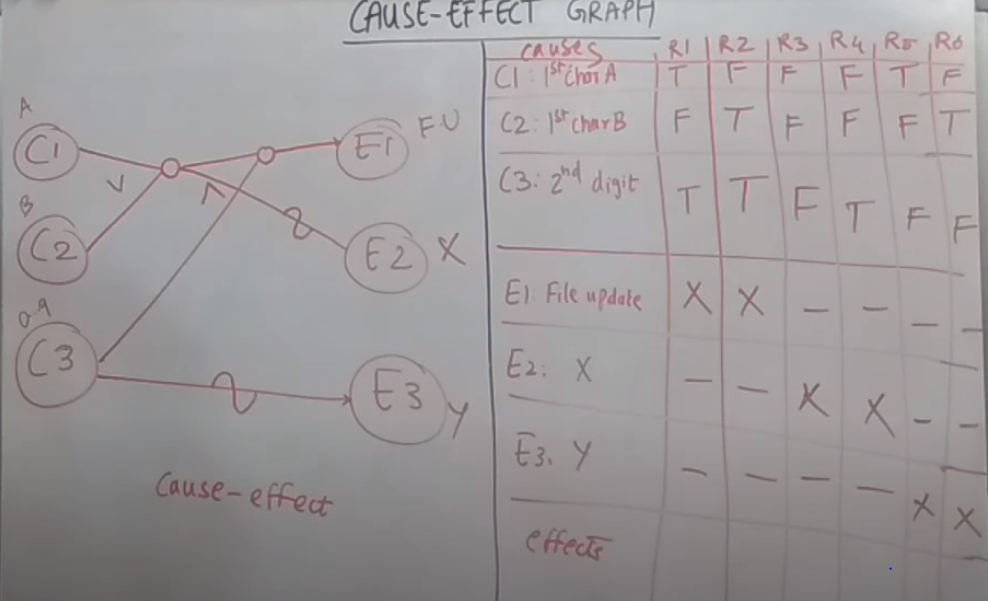 CAUSE-EFFECT GRAPH
A
C1
V
B
C2
0-9
C3
Λ
E1 F.U
E2 X
E3 Y
Cause-effect
causes R1 R2 R3 R4 R5 R6
C1: 1st char A T F F F T F
C2: 1st char B F T F F F T
C3: 2nd digit T T F T F F
E1: File update X X – – – –
E2: X – – X X – –
E3. Y – – – – X X
effects